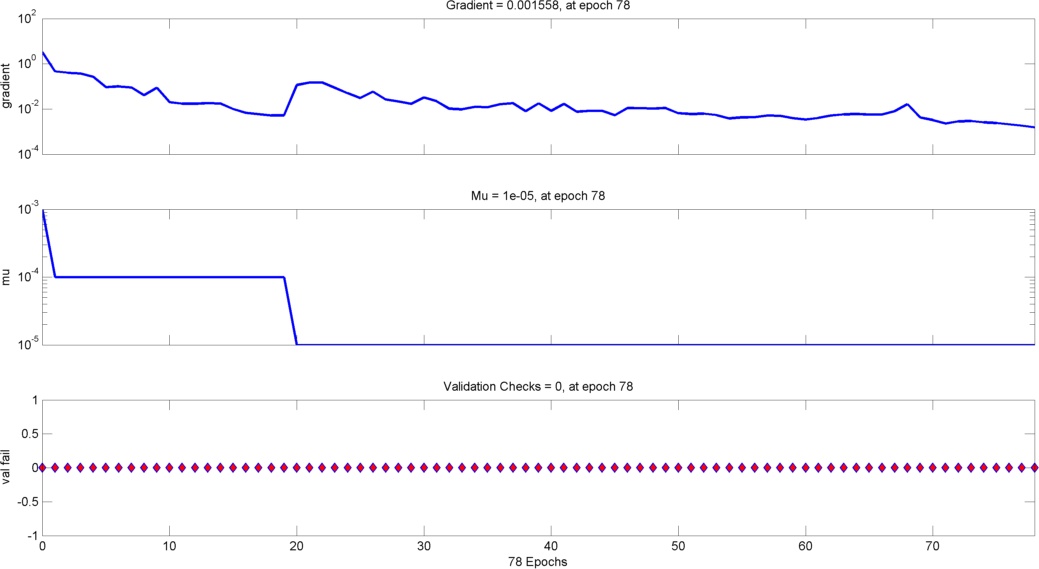 Gradient = 0.001558, at epoch 78
10^2
10^0
10^-2
10^-4
gradient
Mu = 1e-05, at epoch 78
10^-3
10^-4
10^-5
mu
Validation Checks = 0, at epoch 78
1
0.5
0
-0.5
-1
val fail
0 10 20 30 40 50 60 70
78 Epochs